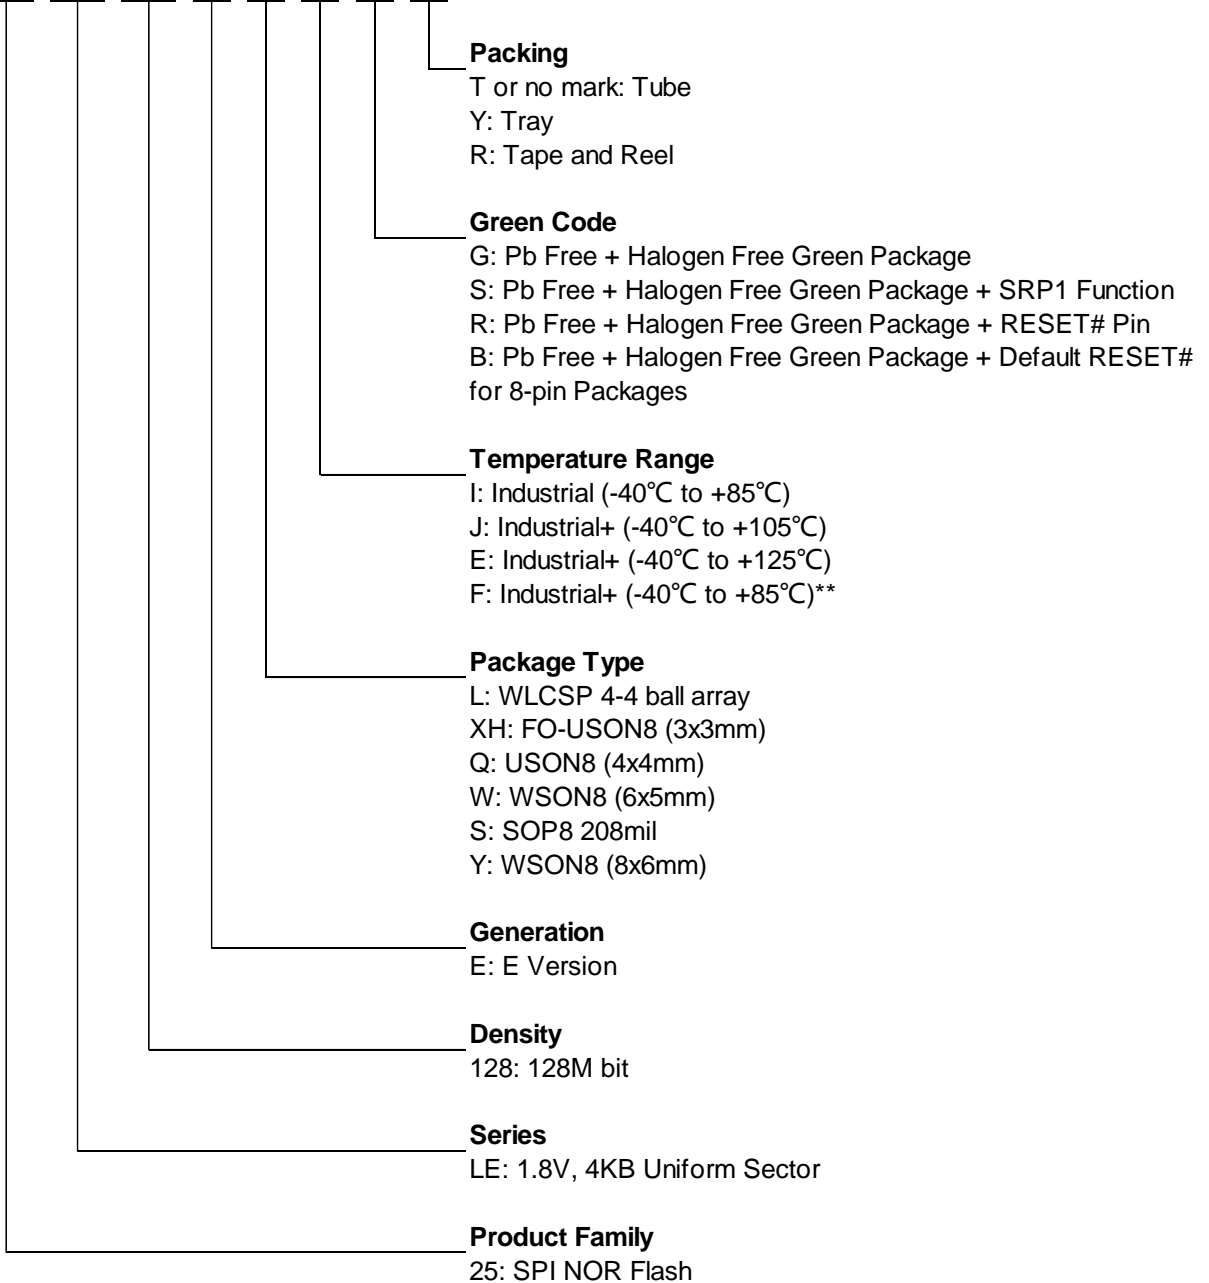 Packing
T or no mark: Tube
Y: Tray
R: Tape and Reel
Green Code
G: Pb Free + Halogen Free Green Package
S: Pb Free + Halogen Free Green Package + SRP1 Function
R: Pb Free + Halogen Free Green Package + RESET# Pin
B: Pb Free + Halogen Free Green Package + Default RESET#
for 8-pin Packages
Temperature Range
I: Industrial (-40℃ to +85℃)
J: Industrial+ (-40℃ to +105℃)
E: Industrial+ (-40℃ to +125℃)
F: Industrial+ (-40℃ to +85℃)**
Package Type
L: WLCSP 4-4 ball array
XH: FO-USON8 (3x3mm)
Q: USON8 (4x4mm)
W: WSON8 (6x5mm)
S: SOP8 208mil
Y: WSON8 (8x6mm)
Generation
E: E Version
Density
128: 128M bit
Series
LE: 1.8V, 4KB Uniform Sector
Product Family
25: SPI NOR Flash